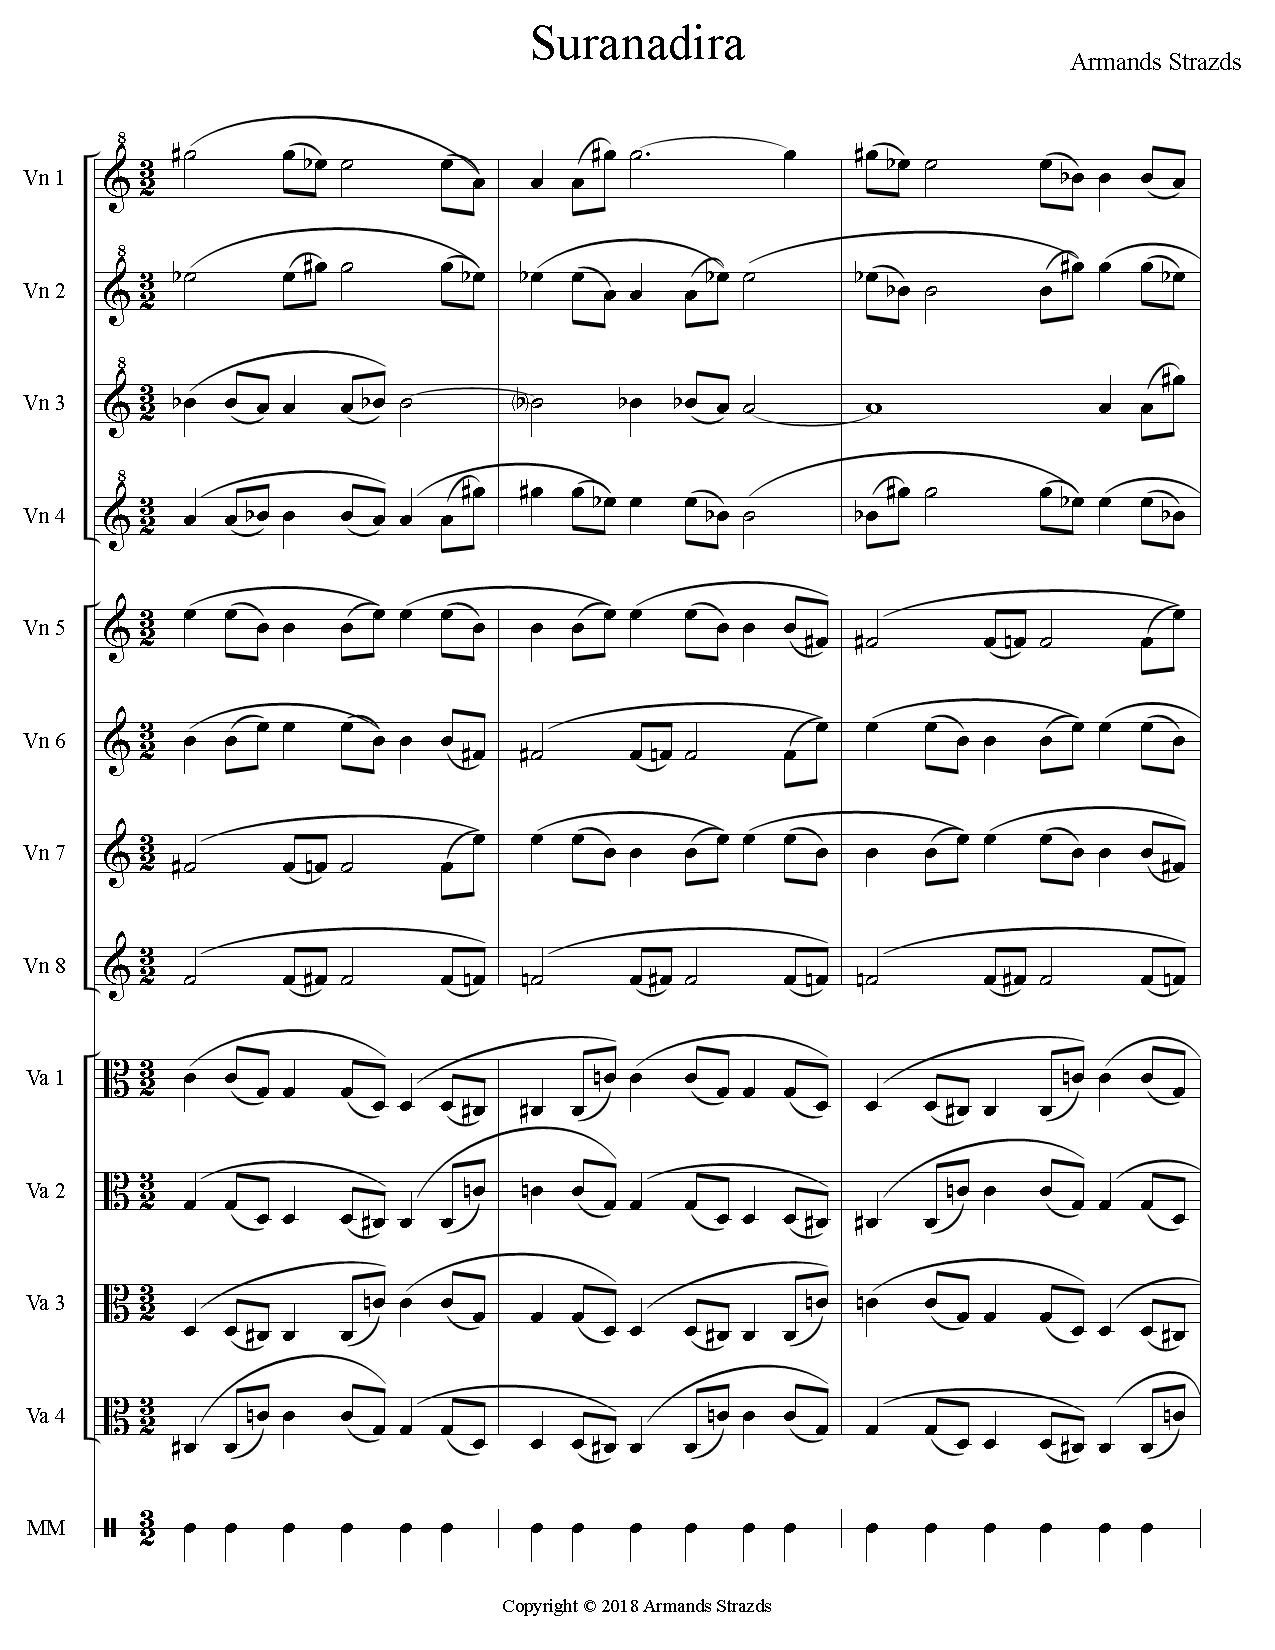 Suranadira
Armands Strazds
Vn 1
Vn 2
Vn 3
Vn 4
Vn 5
Vn 6
Vn 7
Vn 8
Va 1
Va 2
Va 3
Va 4
MM
Copyright © 2018 Armands Strazds